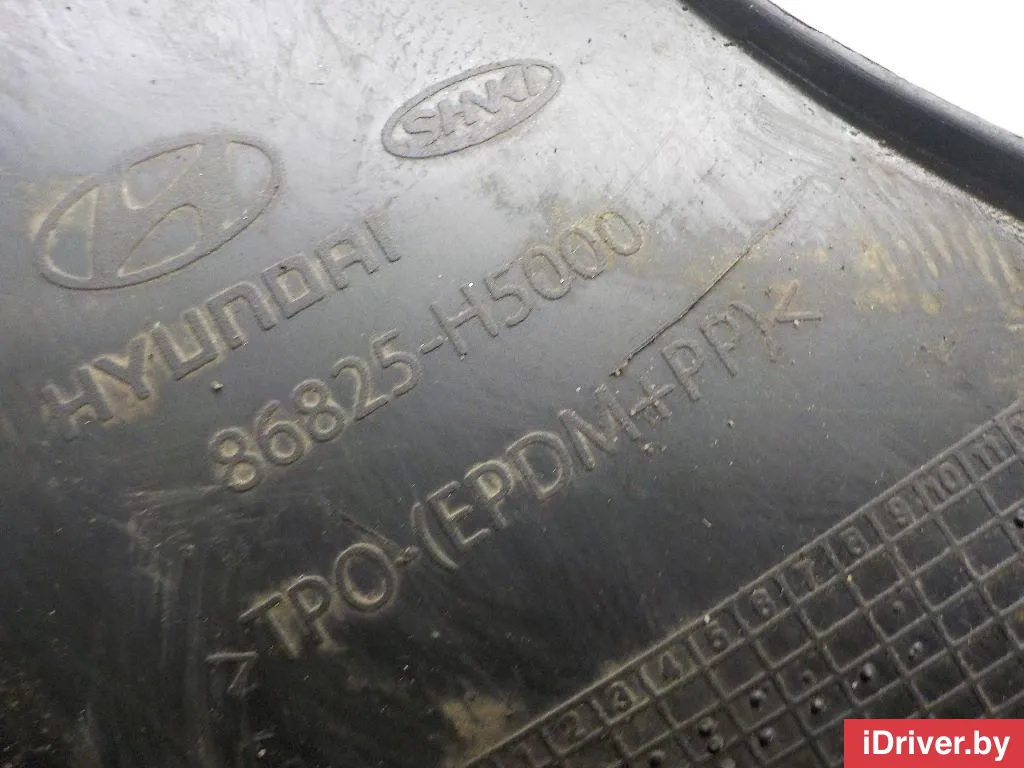 SHVKI
HYUNDAI
86825-H5000
>TPO-(EPDM+PP)<
1 2 3 4 5 6 7 8 9 10 11
iDriver.by